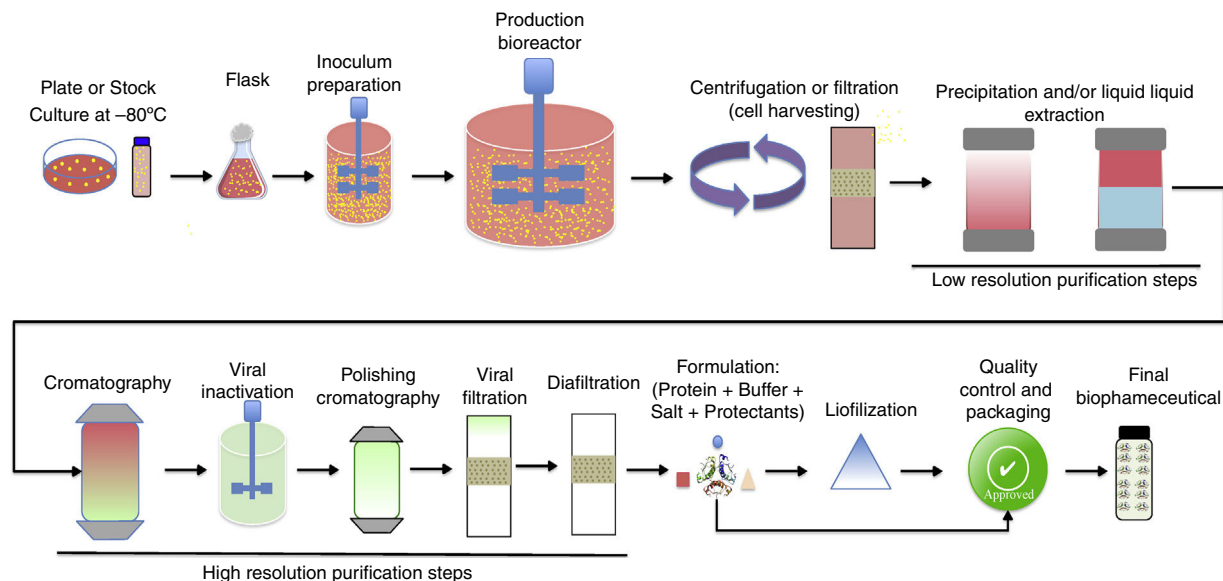 Plate or Stock
Culture at –80ºC
Flask
Inoculum
preparation
Production
bioreactor
Centrifugation or filtration
(cell harvesting)
Precipitation and/or liquid liquid
extraction
Low resolution purification steps
Cromatography
Viral
inactivation
Polishing
cromatography
Viral
filtration
Diafiltration
Formulation:
(Protein + Buffer +
Salt + Protectants)
Liofilization
Quality
control and
packaging
Approved
Final
biophameceutical
High resolution purification steps